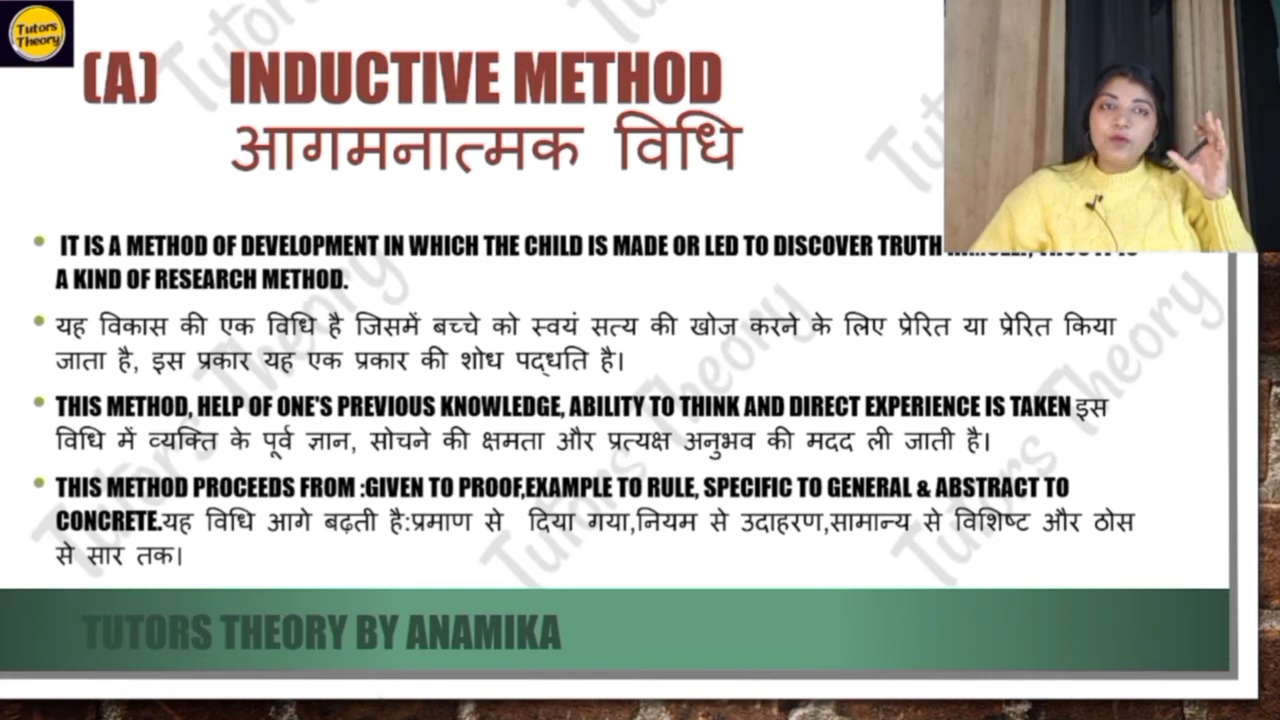 Tutors
Theory
(A) INDUCTIVE METHOD
आगमनात्मक विधि
IT IS A METHOD OF DEVELOPMENT IN WHICH THE CHILD IS MADE OR LED TO DISCOVER TRUTH
A KIND OF RESEARCH METHOD.
यह विकास की एक विधि है जिसमें बच्चे को स्वयं सत्य की खोज करने के लिए प्रेरित या प्रेरित किया
जाता है, इस प्रकार यह एक प्रकार की शोध पद्धति है।
THIS METHOD, HELP OF ONE'S PREVIOUS KNOWLEDGE, ABILITY TO THINK AND DIRECT EXPERIENCE IS TAKEN इस
विधि में व्यक्ति के पूर्व ज्ञान, सोचने की क्षमता और प्रत्यक्ष अनुभव की मदद ली जाती है।
THIS METHOD PROCEEDS FROM :GIVEN TO PROOF,EXAMPLE TO RULE, SPECIFIC TO GENERAL & ABSTRACT TO
CONCRETE.यह विधि आगे बढ़ती है:प्रमाण से दिया गया,नियम से उदाहरण,सामान्य से विशिष्ट और ठोस
से सार तक।
TUTORS THEORY BY ANAMIKA